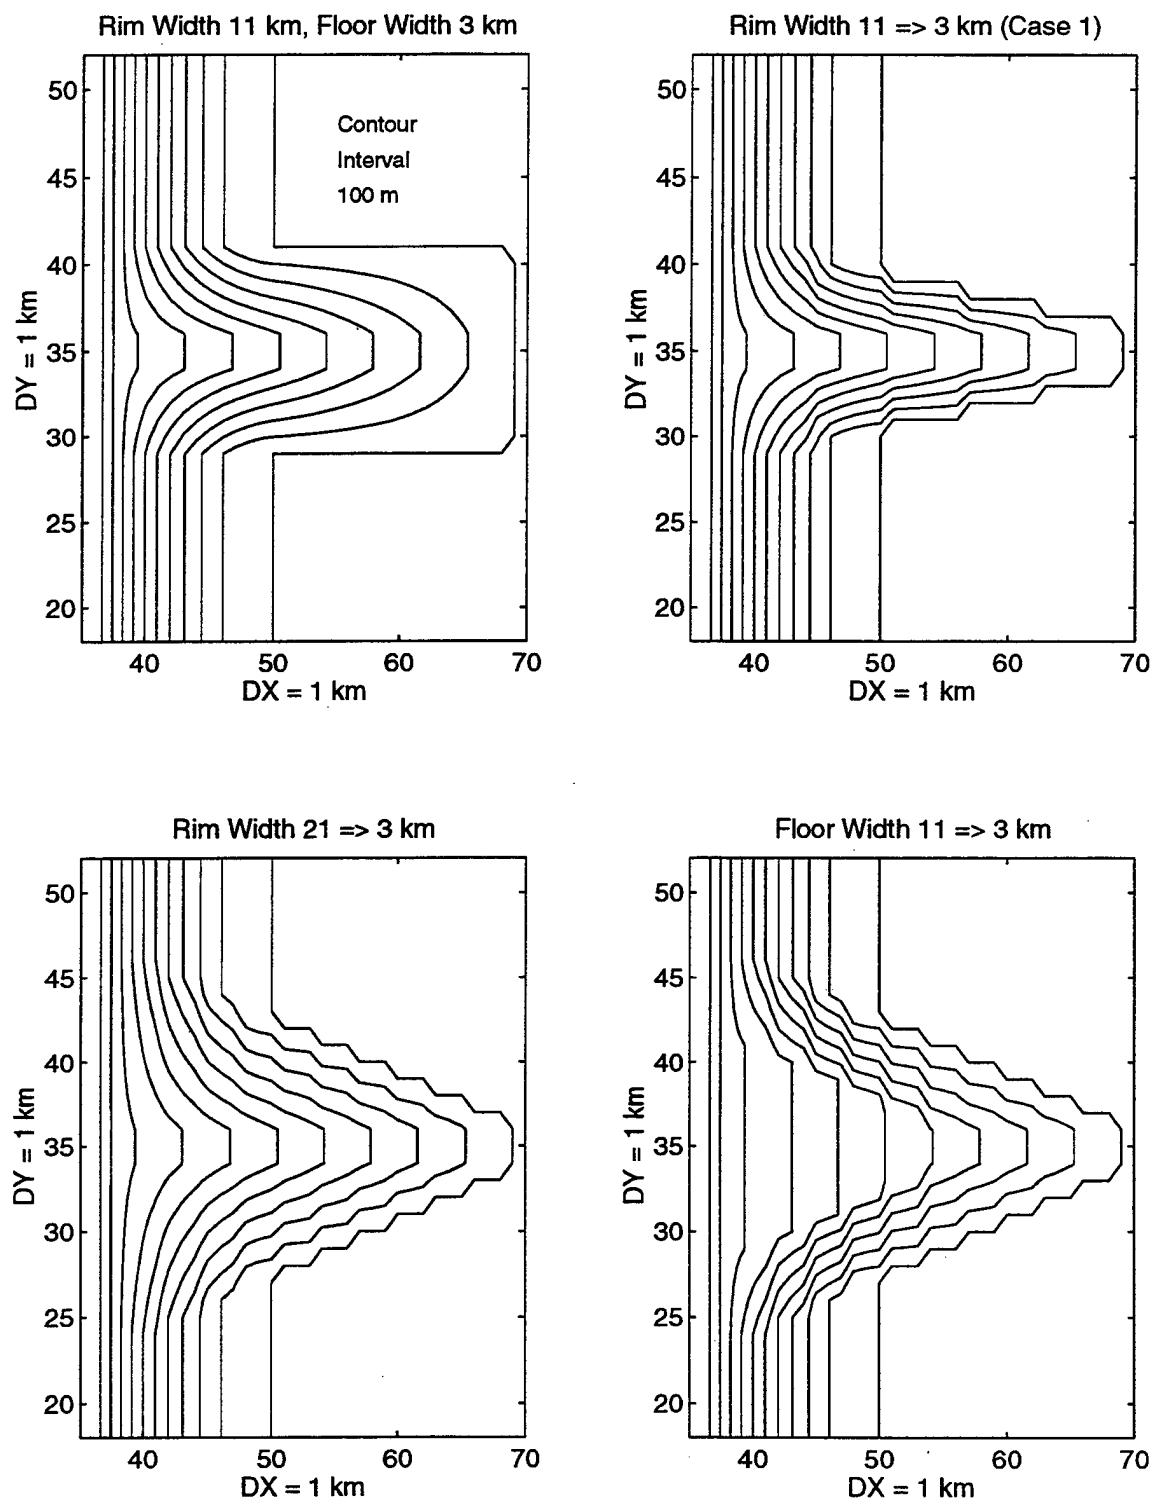 Rim Width 11 km, Floor Width 3 km
Contour
Interval
100 m
50
45
40
35
30
25
20
DY = 1 km
40 50 60 70
DX = 1 km
Rim Width 11 => 3 km (Case 1)
50
45
40
35
30
25
20
DY = 1 km
40 50 60 70
DX = 1 km
Rim Width 21 => 3 km
50
45
40
35
30
25
20
DY = 1 km
40 50 60 70
DX = 1 km
Floor Width 11 => 3 km
50
45
40
35
30
25
20
DY = 1 km
40 50 60 70
DX = 1 km